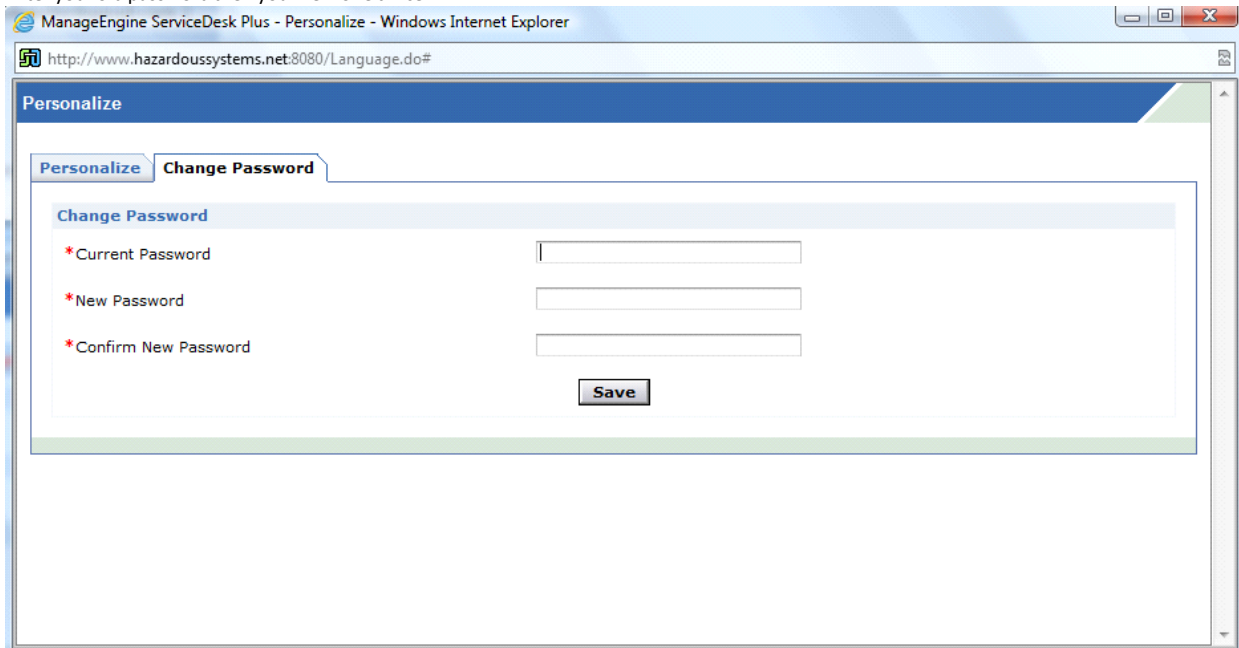 ManageEngine ServiceDesk Plus - Personalize - Windows Internet Explorer
http://www.hazardoussystems.net:8080/Language.do#
Personalize
Personalize Change Password
Change Password
*Current Password
*New Password
*Confirm New Password
Save